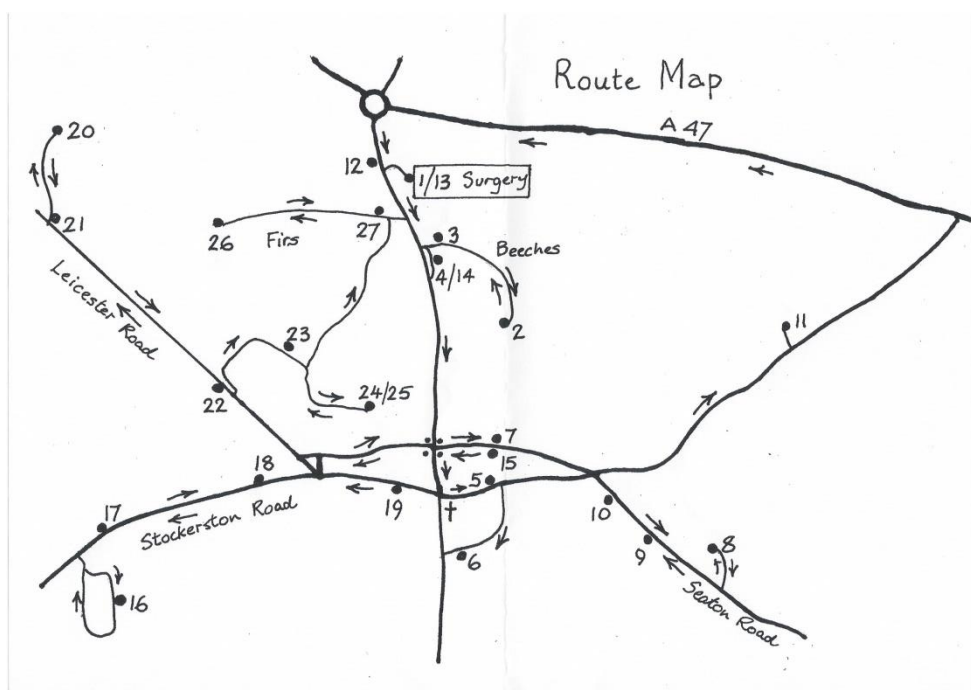 Route Map
A 47
20
12
1/13 Surgery
21
26
Firs
27
3
Beeches
4/14
Leicester Road
2
11
23
22
24/25
7
15
18
5
19
10
17
Stockerston Road
6
9
8
16
Seaton Road